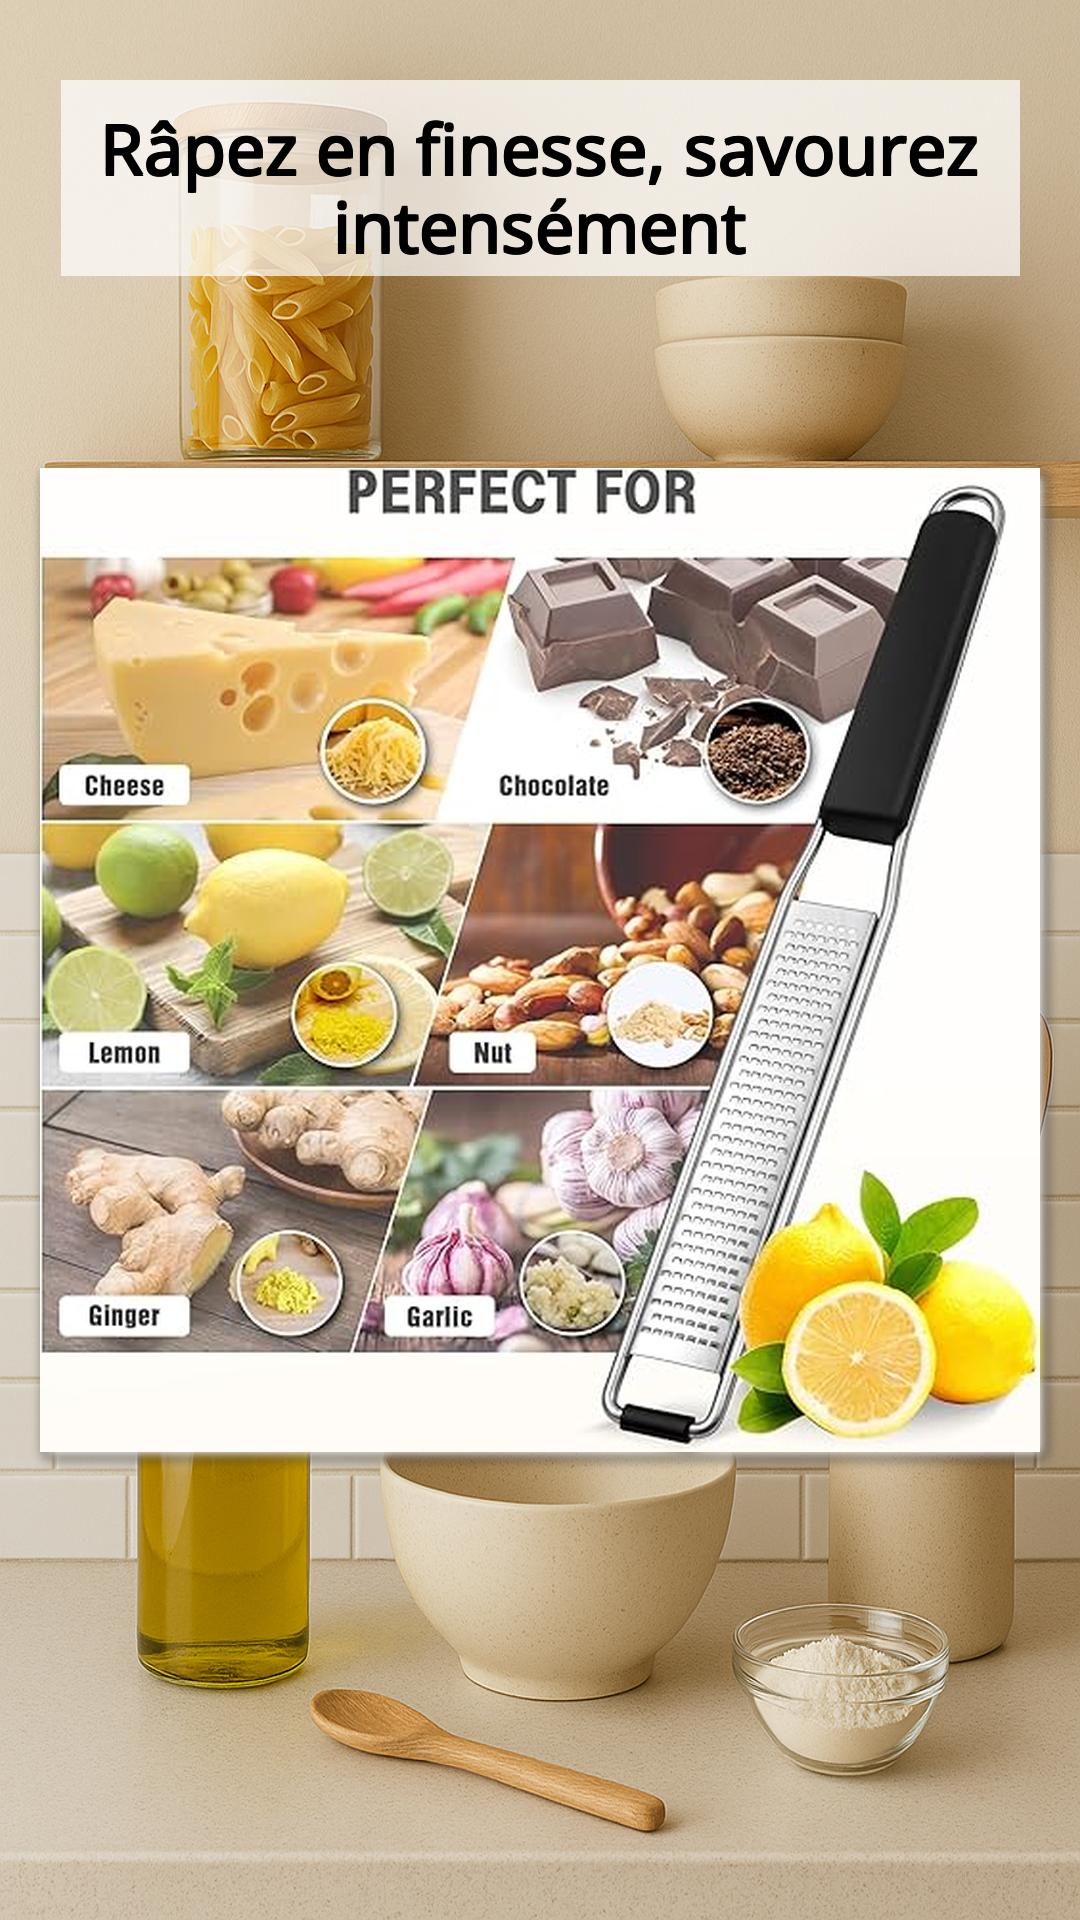 Râpez en finesse, savourez
intensément
PERFECT FOR
Cheese
Chocolate
Lemon
Nut
Ginger
Garlic